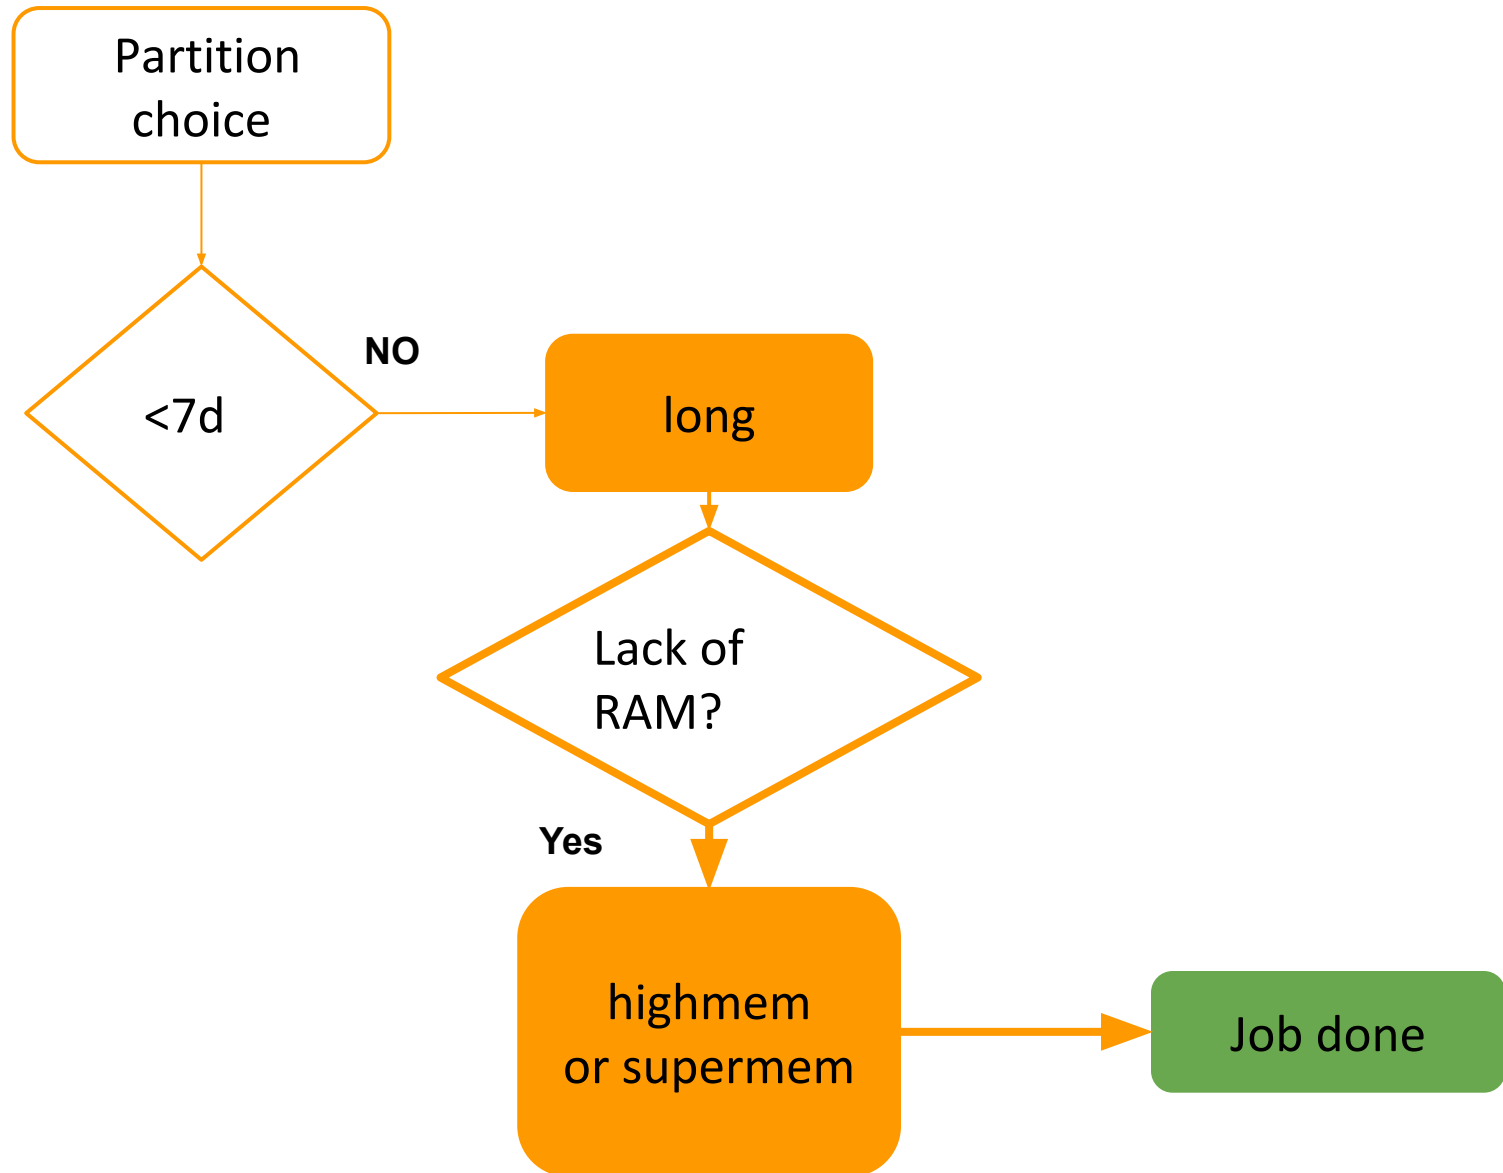 Partition
choice
NO
<7d
long
Lack of
RAM?
Yes
highmem
or supermem
Job done